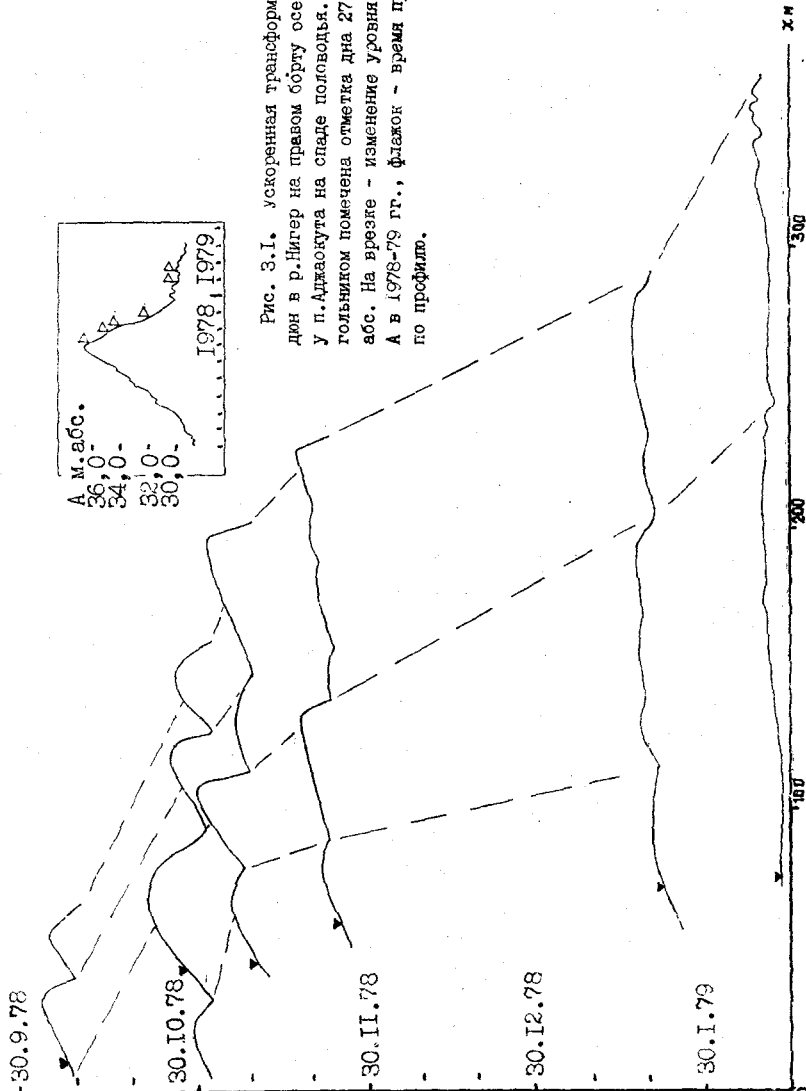 30.9.78
30.10.78
30.II.78
30.I2.78
30.I.79
А м.абс.
36,0
34,0
32,0
30,0
I978, I979
Рис. 3.I. Ускоренная трансформ
дюн в р.Нигер на правом борту осе
у п.Аджаокута на спаде половодья.
гольником помечена отметка дна 27
абс. На врезке - изменение уровня
А в 1978-79 гг., флажок - время п
по профилю.
100
200
300
X м